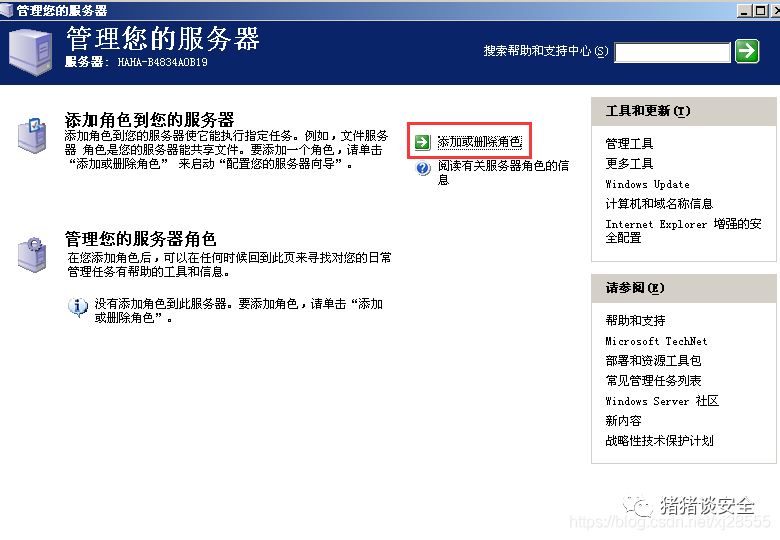 管理您的服务器
管理您的服务器
服务器: HAHA-B4834A0B19
搜索帮助和支持中心(S)
添加角色到您的服务器
添加角色到您的服务器使它能执行指定任务。例如，文件服务
器 角色是您的服务器能共享文件。要添加一个角色，请单击
“添加或删除角色” 来启动“配置您的服务器向导”。
添加或删除角色
阅读有关服务器角色的信
息
管理您的服务器角色
在您添加角色后，可以在任何时候回到此页来寻找对您的日常
管理任务有帮助的工具和信息。
没有添加角色到此服务器。要添加角色，请单击“添加
或删除角色”。
工具和更新(T)
管理工具
更多工具
Windows Update
计算机和域名称信息
Internet Explorer 增强的安
全配置
请参阅(E)
帮助和支持
Microsoft TechNet
部署和资源工具包
常见管理任务列表
Windows Server 社区
新内容
战略性技术保护计划
猪猪谈安全
https://blog.csdn.net/xj28555